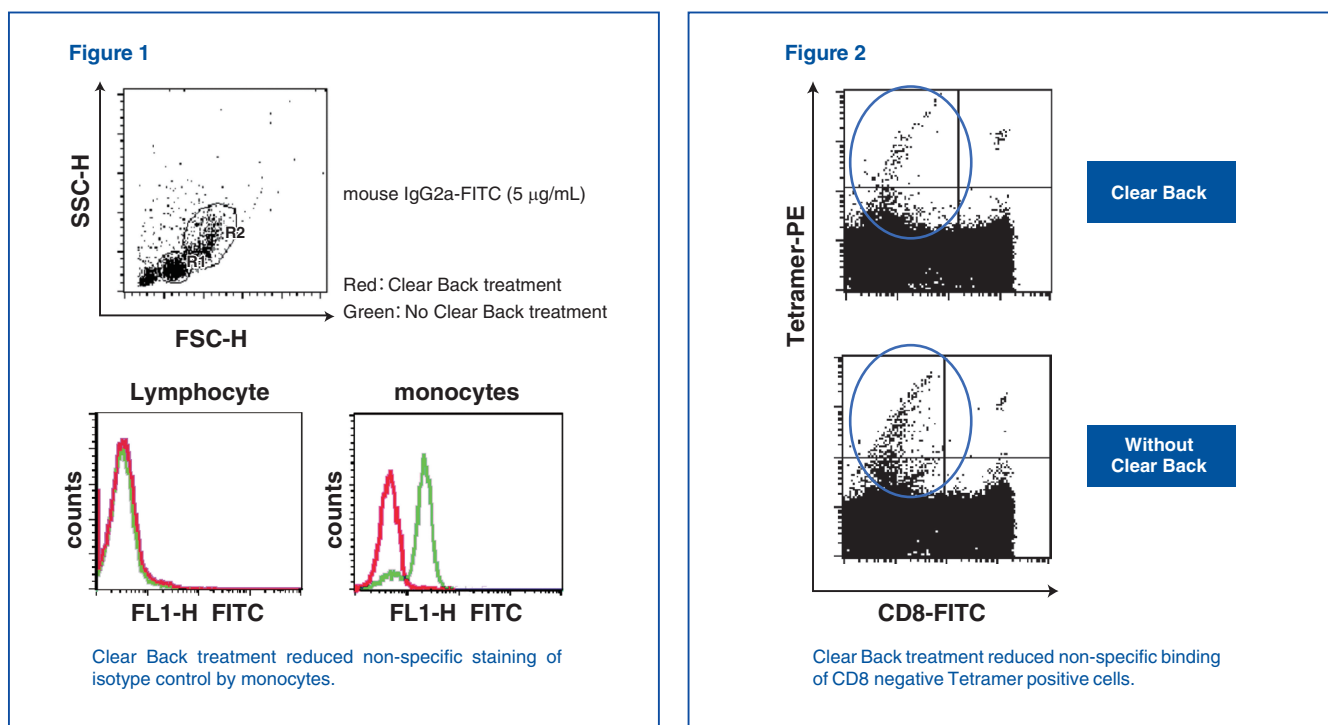 Figure 1
SSC-H
R2
R1
FSC-H
mouse IgG2a-FITC (5 μg/mL)
Red: Clear Back treatment
Green: No Clear Back treatment
Lymphocyte
counts
FL1-H FITC
monocytes
counts
FL1-H FITC
Clear Back treatment reduced non-specific staining of
isotype control by monocytes.
Figure 2
Tetramer-PE
Clear Back
Without
Clear Back
CD8-FITC
Clear Back treatment reduced non-specific binding
of CD8 negative Tetramer positive cells.